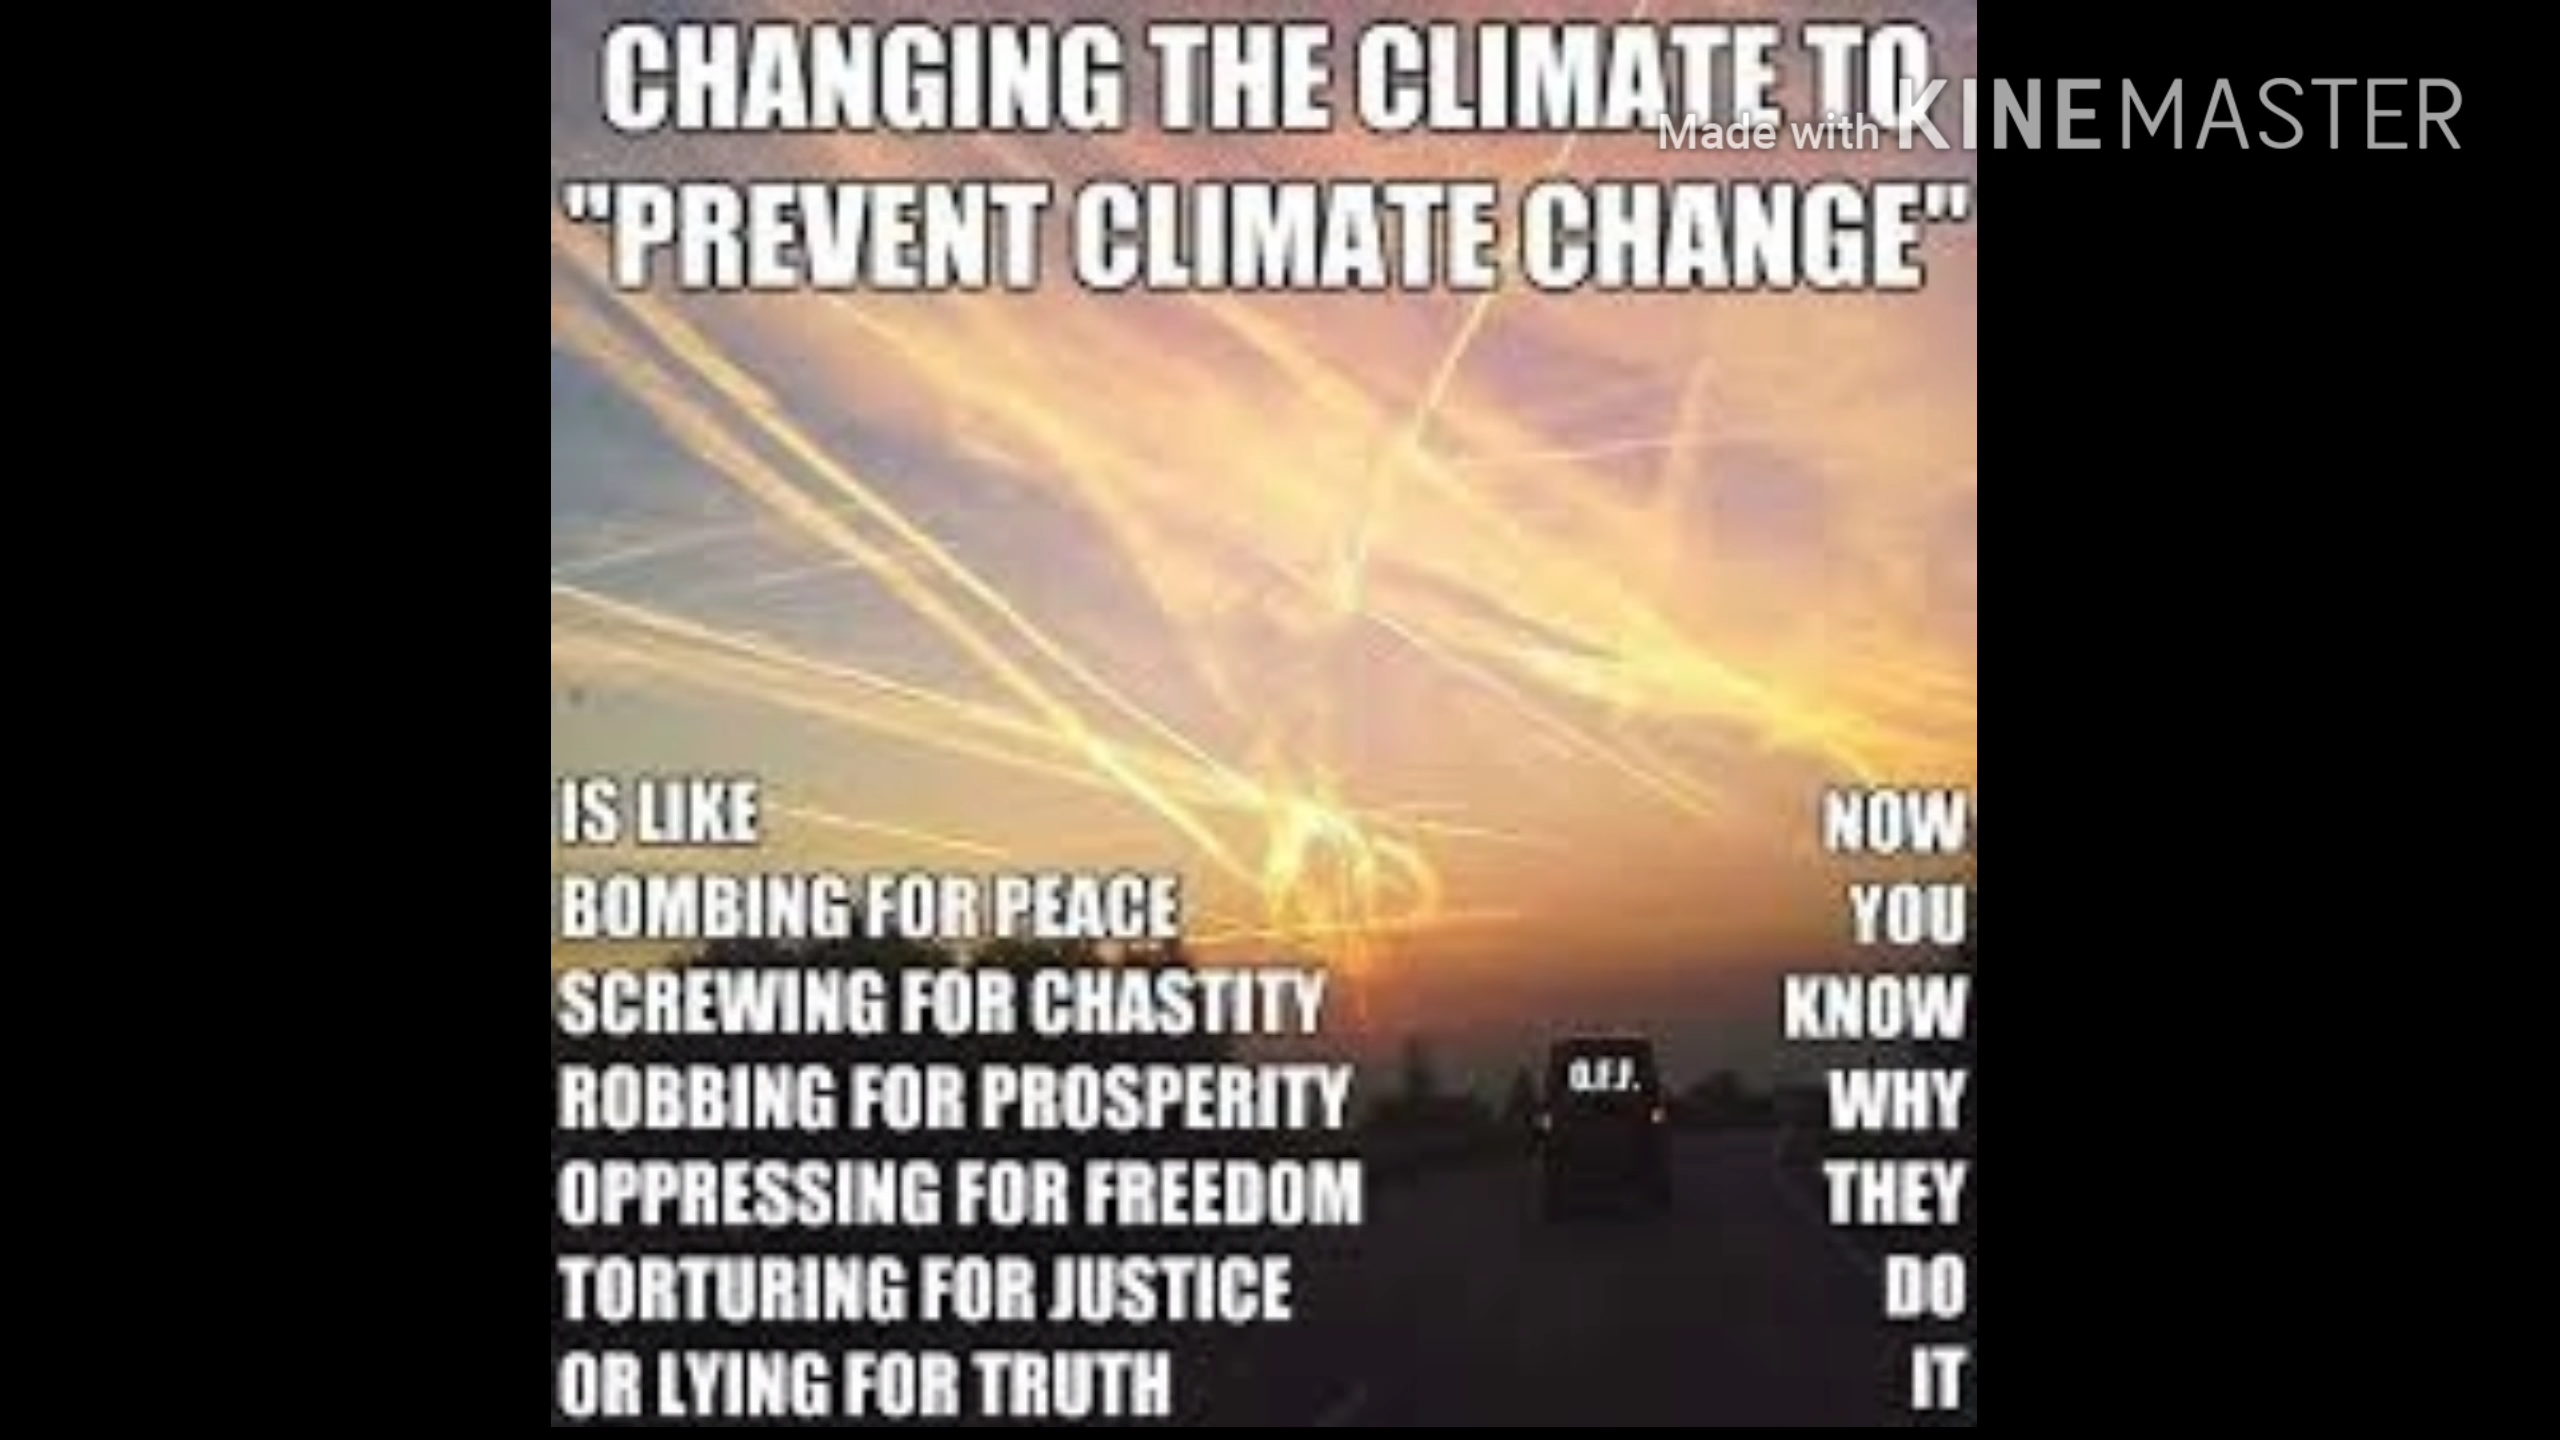 CHANGING THE CLIMATE TO
"PREVENT CLIMATE CHANGE"
Made with KINEMASTER
IS LIKE
BOMBING FOR PEACE
SCREWING FOR CHASTITY
ROBBING FOR PROSPERITY
OPPRESSING FOR FREEDOM
TORTURING FOR JUSTICE
OR LYING FOR TRUTH
NOW
YOU
KNOW
WHY
THEY
DO
IT